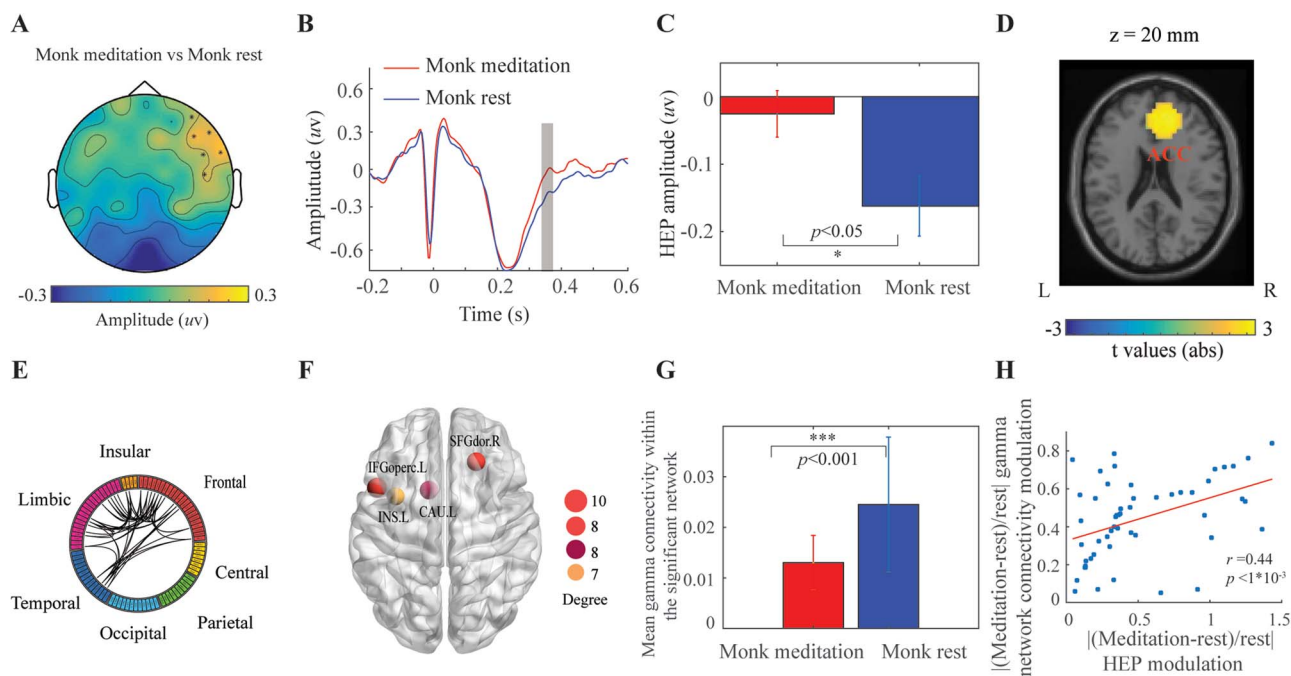 A
Monk meditation vs Monk rest
-0.3
0.3
Amplitude (uv)
B
Monk meditation
Monk rest
Ampliutude (uv)
0.6
0.3
0
-0.3
-0.6
-0.2
0
0.2
0.4
0.6
Time (s)
C
HEP amplitude (uv)
0
-0.1
-0.2
p<0.05
*
Monk meditation
Monk rest
D
z = 20 mm
ACC
L
R
-3
3
t values (abs)
E
Insular
Frontal
Limbic
Central
Temporal
Parietal
Occipital
F
SFGdor.R
IFGoperc.L
INS.L
CAU.L
10
8
8
7
Degree
G
Mean gamma connectivity within
the significant network
0.03
0.02
0.01
0
***
p<0.001
Monk meditation
Monk rest
H
|(Meditation-rest)/rest| gamma
network connectivity modulation
0.8
0.6
0.4
0.2
0
r =0.44
p <1*10-3
0
0.5
1
1.5
|(Meditation-rest)/rest|
HEP modulation